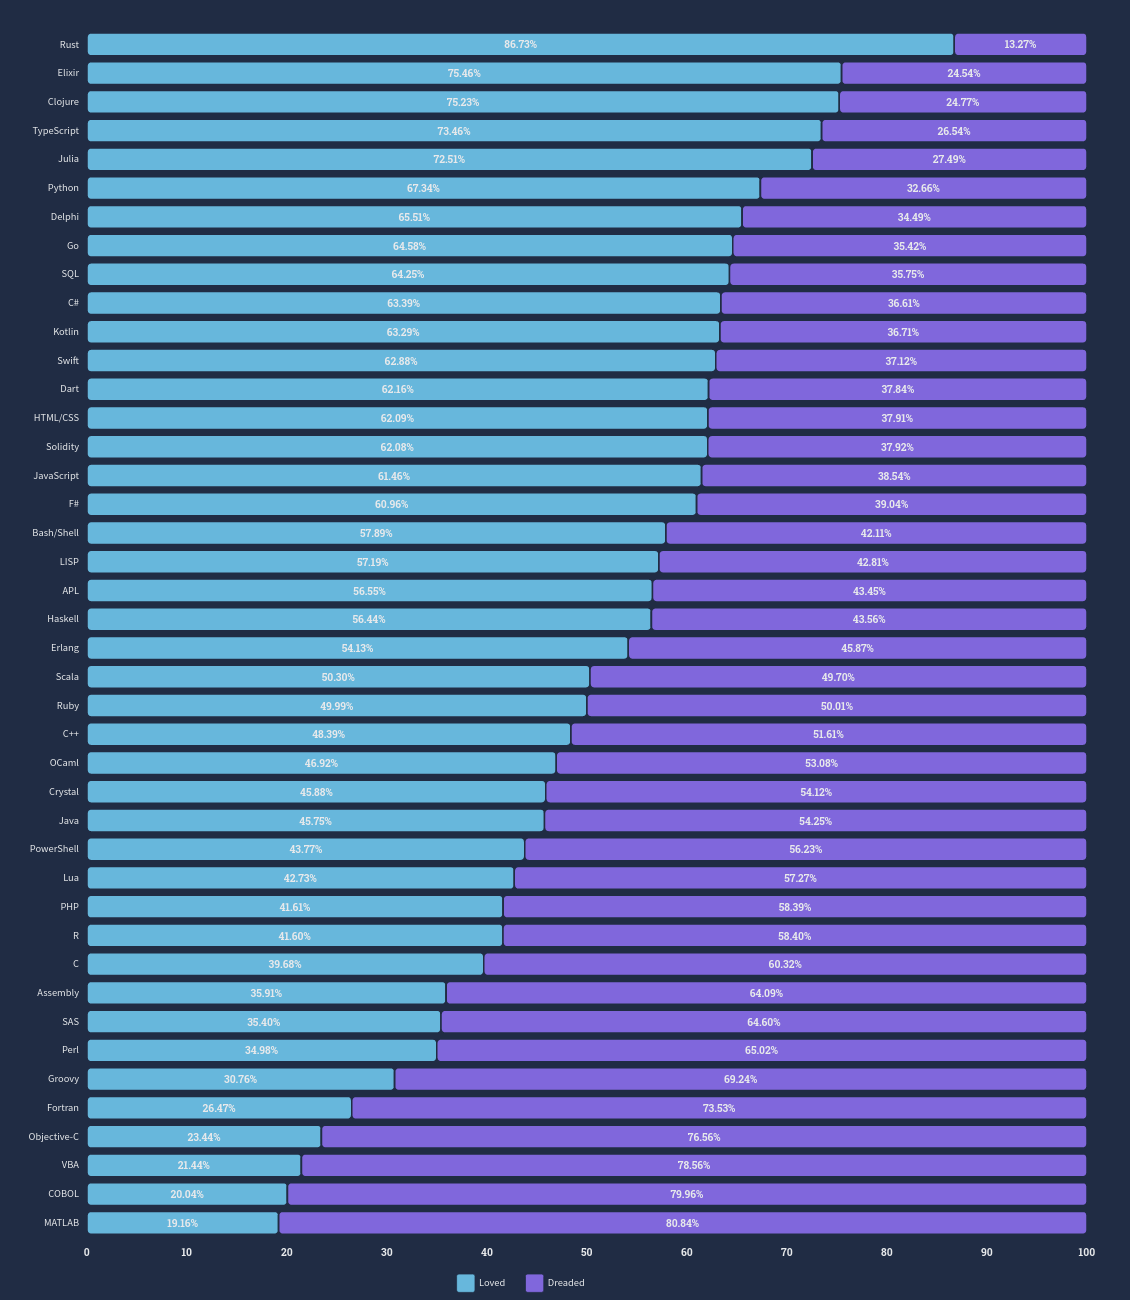 Rust 86.73% 13.27%
Elixir 75.46% 24.54%
Clojure 75.23% 24.77%
TypeScript 73.46% 26.54%
Julia 72.51% 27.49%
Python 67.34% 32.66%
Delphi 65.51% 34.49%
Go 64.58% 35.42%
SQL 64.25% 35.75%
C# 63.39% 36.61%
Kotlin 63.29% 36.71%
Swift 62.88% 37.12%
Dart 62.16% 37.84%
HTML/CSS 62.09% 37.91%
Solidity 62.08% 37.92%
JavaScript 61.46% 38.54%
F# 60.96% 39.04%
Bash/Shell 57.89% 42.11%
LISP 57.19% 42.81%
APL 56.55% 43.45%
Haskell 56.44% 43.56%
Erlang 54.13% 45.87%
Scala 50.30% 49.70%
Ruby 49.99% 50.01%
C++ 48.39% 51.61%
OCaml 46.92% 53.08%
Crystal 45.88% 54.12%
Java 45.75% 54.25%
PowerShell 43.77% 56.23%
Lua 42.73% 57.27%
PHP 41.61% 58.39%
R 41.60% 58.40%
C 39.68% 60.32%
Assembly 35.91% 64.09%
SAS 35.40% 64.60%
Perl 34.98% 65.02%
Groovy 30.76% 69.24%
Fortran 26.47% 73.53%
Objective-C 23.44% 76.56%
VBA 21.44% 78.56%
COBOL 20.04% 79.96%
MATLAB 19.16% 80.84%
0 10 20 30 40 50 60 70 80 90 100
Loved Dreaded